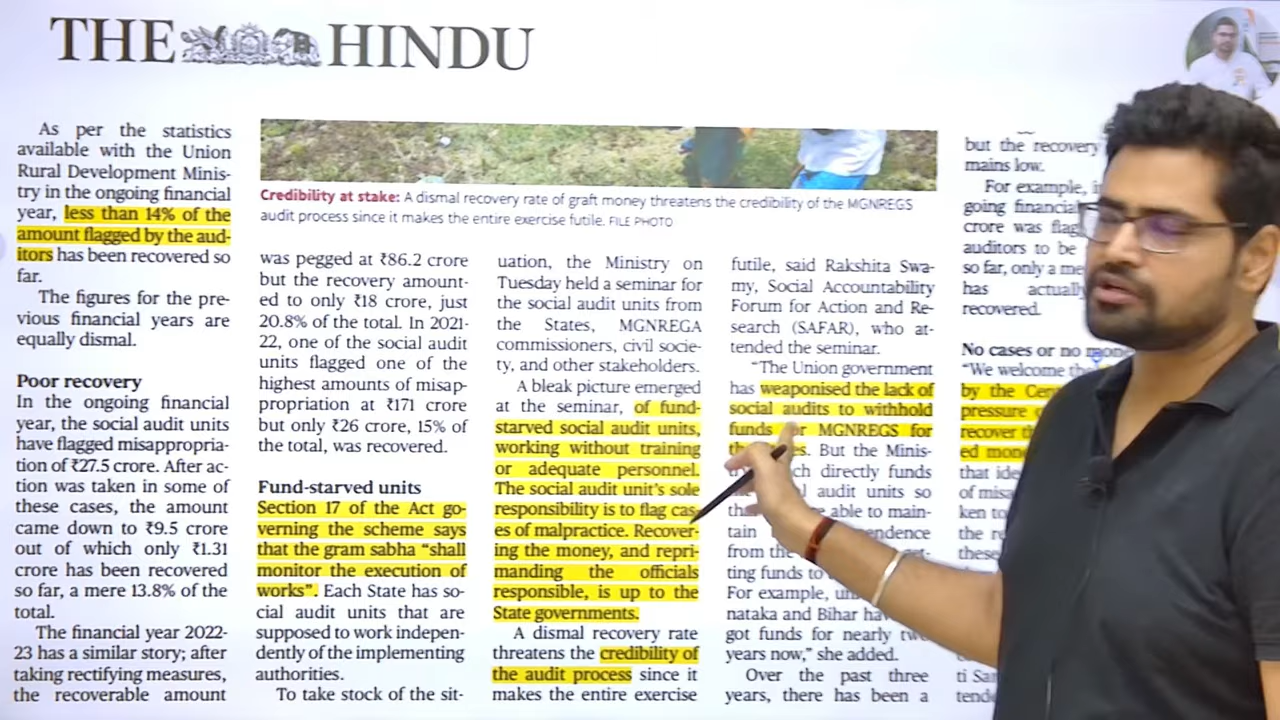 THE HINDU
As per the statistics
available with the Union
Rural Development Minis-
try in the ongoing financial
year, less than 14% of the
amount flagged by the aud-
itors has been recovered so
far.
The figures for the pre-
vious financial years are
equally dismal.
Poor recovery
In the ongoing financial
year, the social audit units
have flagged misappropria-
tion of ₹27.5 crore. After ac-
tion was taken in some of
these cases, the amount
came down to ₹9.5 crore
out of which only ₹1.31
crore has been recovered
so far, a mere 13.8% of the
total.
The financial year 2022-
23 has a similar story; after
taking rectifying measures,
the recoverable amount
Credibility at stake: A dismal recovery rate of graft money threatens the credibility of the MGNREGS
audit process since it makes the entire exercise futile. FILE PHOTO
was pegged at ₹86.2 crore
but the recovery amount-
ed to only ₹18 crore, just
20.8% of the total. In 2021-
22, one of the social audit
units flagged one of the
highest amounts of misap-
propriation at ₹171 crore
but only ₹26 crore, 15% of
the total, was recovered.
Fund-starved units
Section 17 of the Act go-
verning the scheme says
that the gram sabha “shall
monitor the execution of
works”. Each State has so-
cial audit units that are
supposed to work indepen-
dently of the implementing
authorities.
To take stock of the sit-
uation, the Ministry on
Tuesday held a seminar for
the social audit units from
the States, MGNREGA
commissioners, civil socie-
ty, and other stakeholders.
A bleak picture emerged
at the seminar, of fund-
starved social audit units,
working without training
or adequate personnel.
The social audit unit’s sole
responsibility is to flag cas-
es of malpractice. Recover-
ing the money, and repri-
manding the officials
responsible, is up to the
State governments.
A dismal recovery rate
threatens the credibility of
the audit process since it
makes the entire exercise
futile, said Rakshita Swa-
my, Social Accountability
Forum for Action and Re-
search (SAFAR), who at-
tended the seminar.
“The Union government
has weaponised the lack of
social audits to withhold
funds for MGNREGS for
But the Minis-
directly funds
audit units so
able to main-
tain
from the
ting funds to
For example,
nataka and Bihar
got funds for nearly two
years now,” she added.
Over the past three
years, there has been a
but the recovery
mains low.
For example,
going financial
crore was
auditors to be
so far, only a
has
recovered.
No cases or no money
“We welcome
by the
pressure
recover
ed
that
of
ken to
the
these